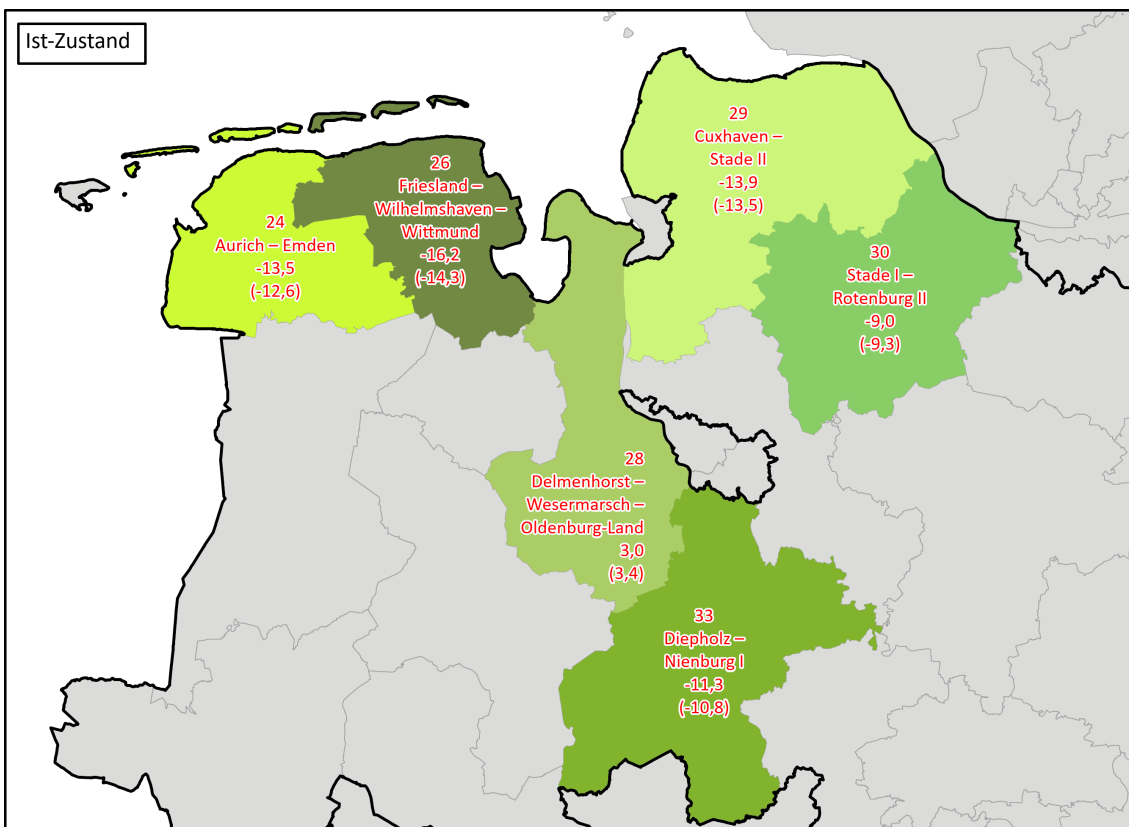 Ist-Zustand
29
Cuxhaven –
Stade II
-13,9
(-13,5)
26
Friesland –
Wilhelmshaven –
Wittmund
-16,2
(-14,3)
24
Aurich – Emden
-13,5
(-12,6)
30
Stade I –
Rotenburg II
-9,0
(-9,3)
28
Delmenhorst –
Wesermarsch –
Oldenburg-Land
3,0
(3,4)
33
Diepholz –
Nienburg I
-11,3
(-10,8)